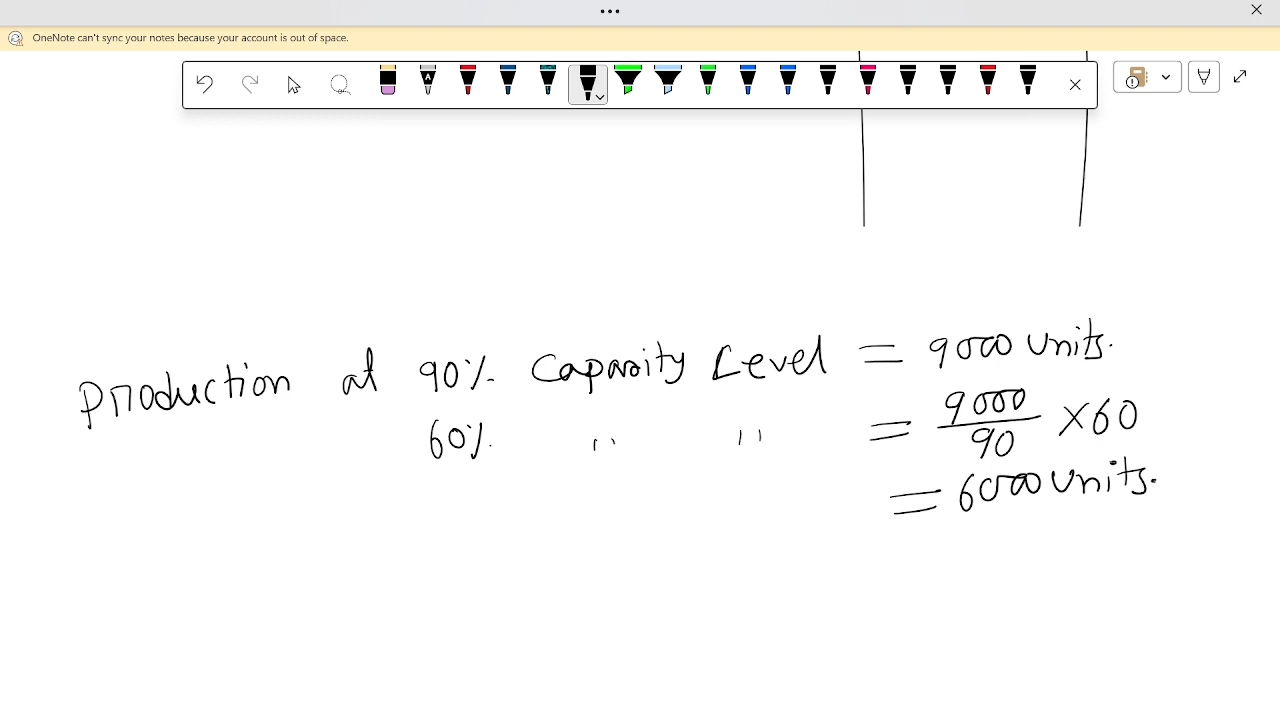 OneNote can't sync your notes because your account is out of space.
A
Production at 90% Capacity Level = 9000 units.
60% " " = 9000/90 × 60
= 6000 units.